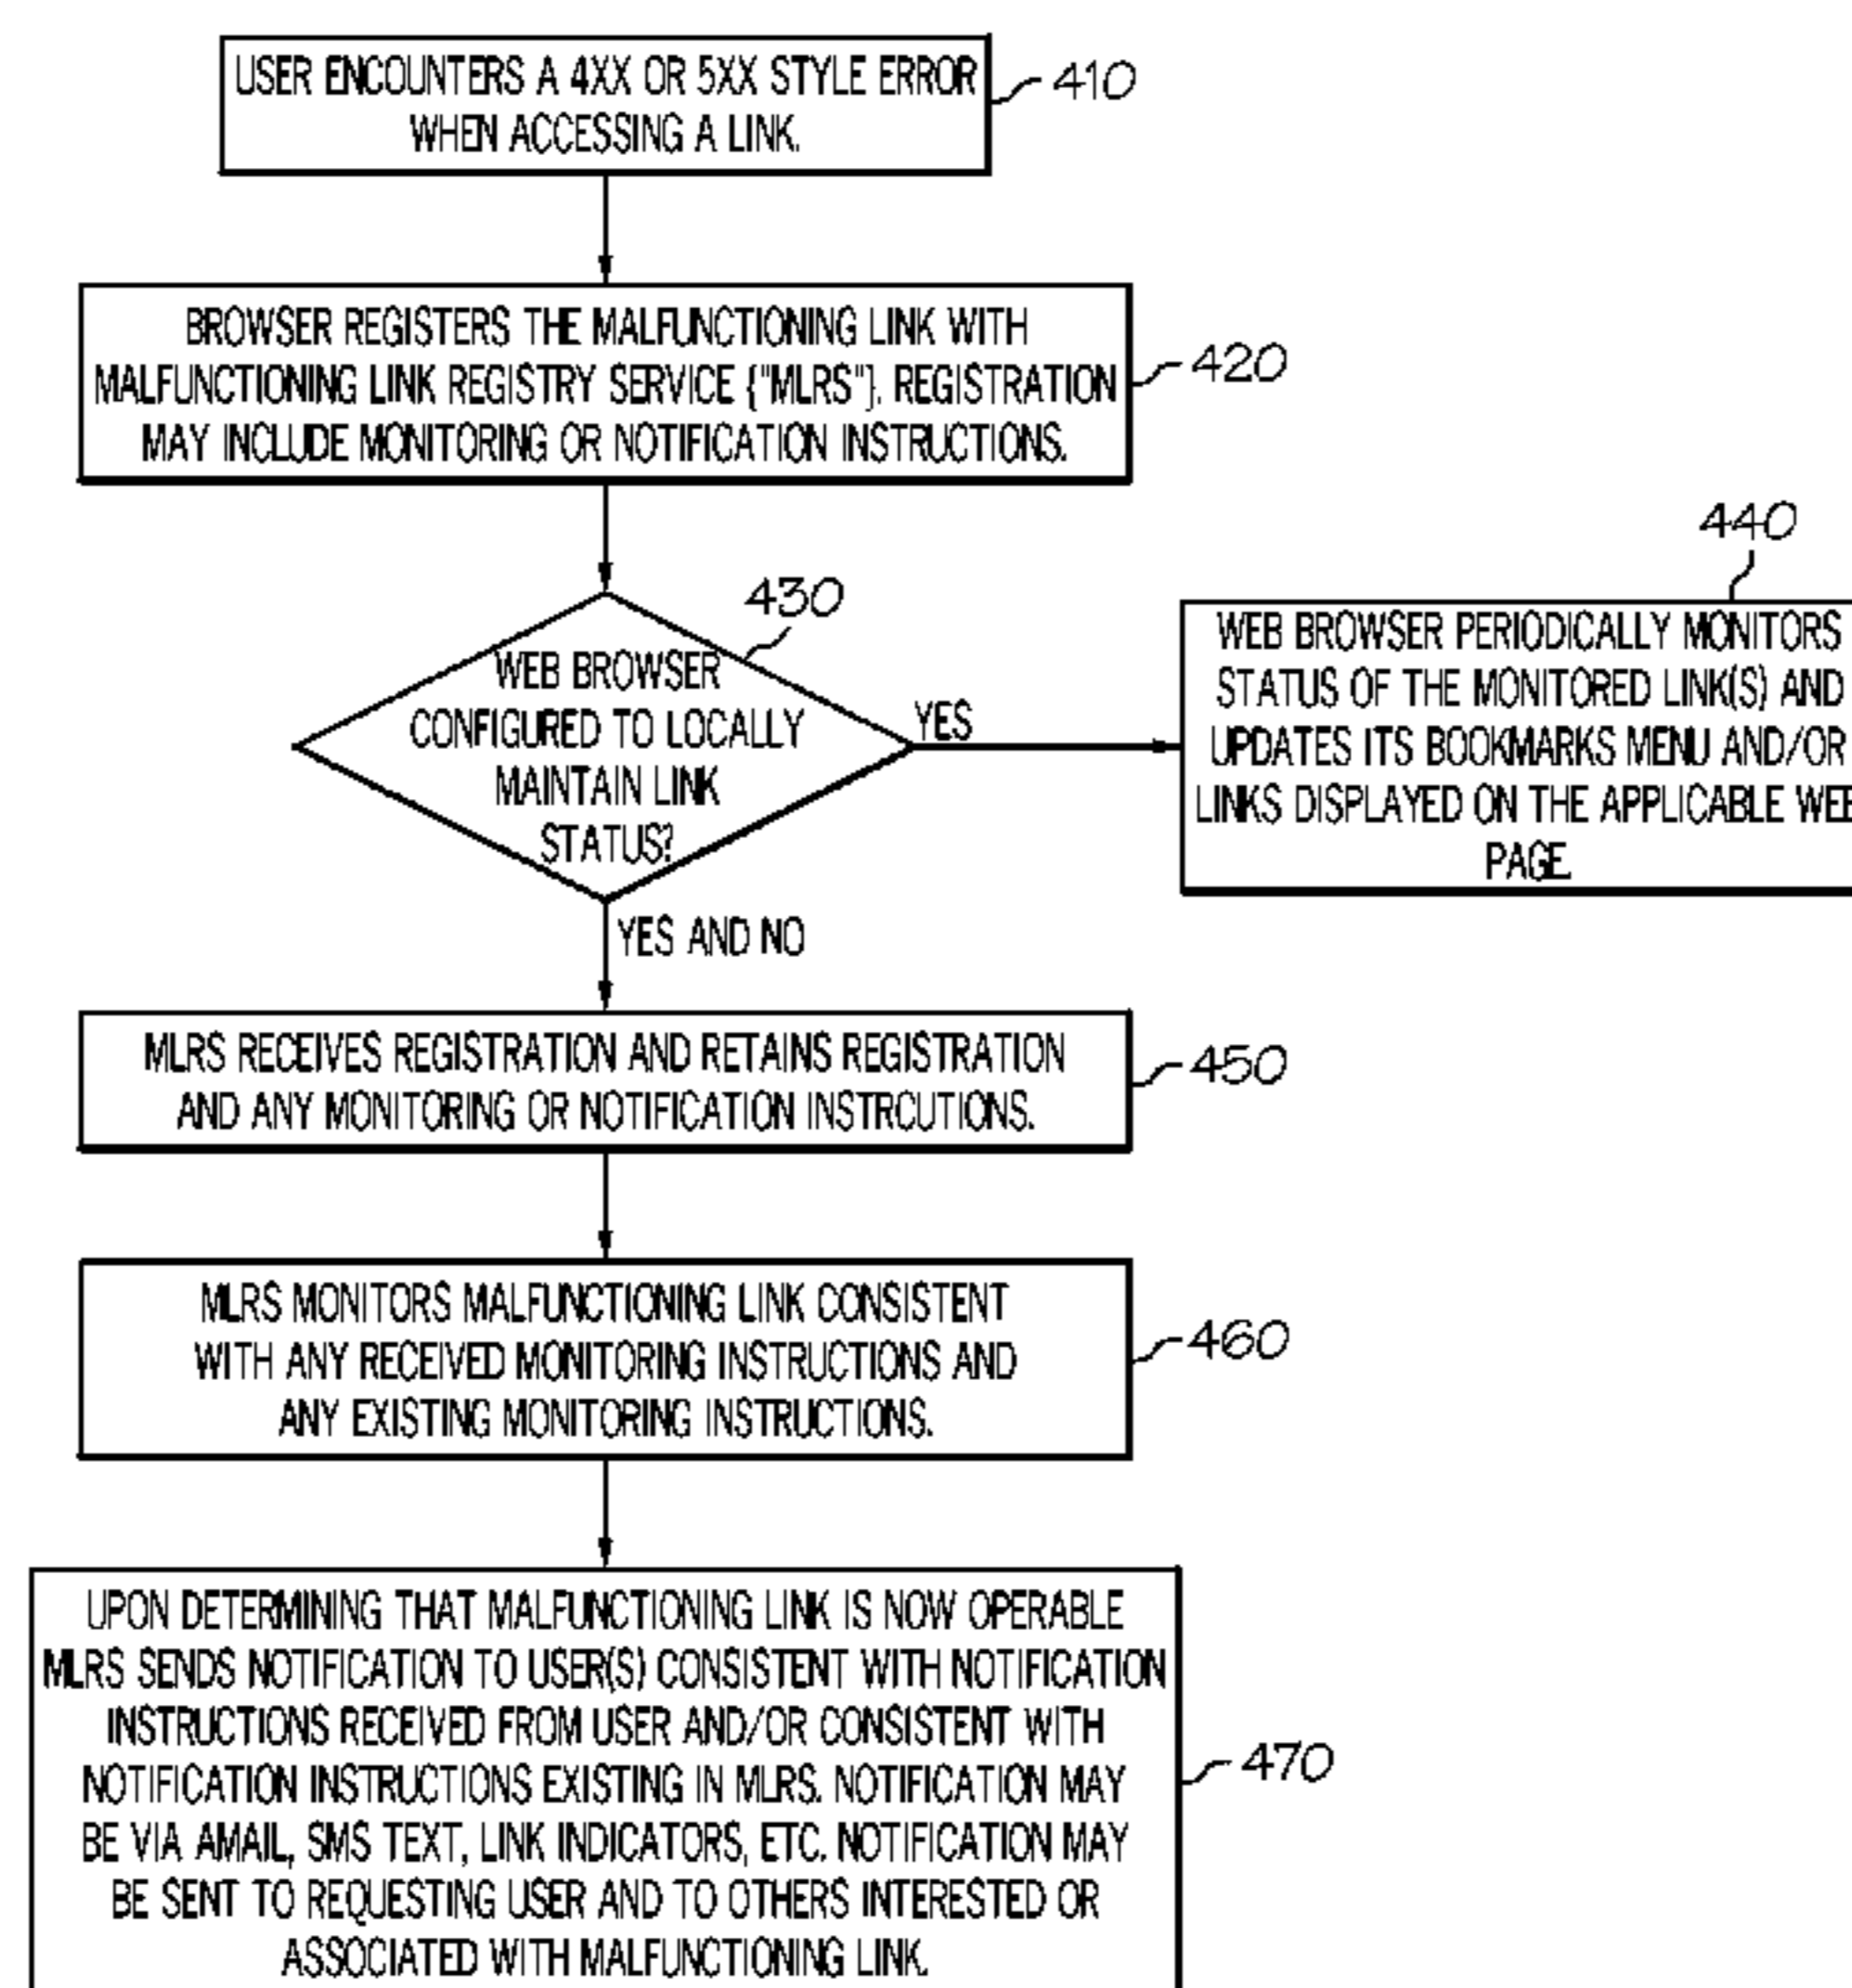 USER ENCOUNTERS A 4XX OR 5XX STYLE ERROR
WHEN ACCESSING A LINK.
410
BROWSER REGISTERS THE MALFUNCTIONING LINK WITH
MALFUNCTIONING LINK REGISTRY SERVICE {"MLRS"}. REGISTRATION
MAY INCLUDE MONITORING OR NOTIFICATION INSTRUCTIONS.
420
430
WEB BROWSER
CONFIGURED TO LOCALLY
MAINTAIN LINK
STATUS?
YES
440
WEB BROWSER PERIODICALLY MONITORS
STATUS OF THE MONITORED LINK(S) AND
UPDATES ITS BOOKMARKS MENU AND/OR
LINKS DISPLAYED ON THE APPLICABLE WEB
PAGE.
YES AND NO
MLRS RECEIVES REGISTRATION AND RETAINS REGISTRATION
AND ANY MONITORING OR NOTIFICATION INSTRCUTIONS.
450
MLRS MONITORS MALFUNCTIONING LINK CONSISTENT
WITH ANY RECEIVED MONITORING INSTRUCTIONS AND
ANY EXISTING MONITORING INSTRUCTIONS.
460
UPON DETERMINING THAT MALFUNCTIONING LINK IS NOW OPERABLE
MLRS SENDS NOTIFICATION TO USER(S) CONSISTENT WITH NOTIFICATION
INSTRUCTIONS RECEIVED FROM USER AND/OR CONSISTENT WITH
NOTIFICATION INSTRUCTIONS EXISTING IN MLRS. NOTIFICATION MAY
BE VIA AMAIL, SMS TEXT, LINK INDICATORS, ETC. NOTIFICATION MAY
BE SENT TO REQUESTING USER AND TO OTHERS INTERESTED OR
ASSOCIATED WITH MALFUNCTIONING LINK.
470